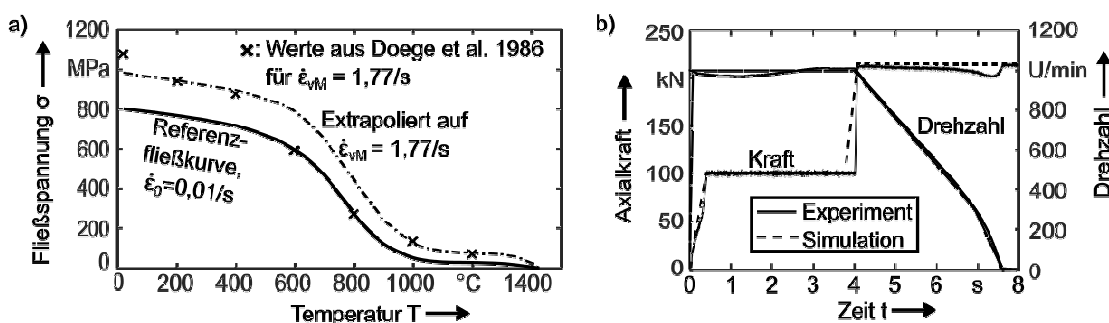 a)
1200
MPa
800
600
400
200
0
Fließspannung σ
×: Werte aus Doege et al. 1986
für ε̇vM = 1,77/s
Extrapoliert auf
ε̇vM = 1,77/s
Referenz-
fließkurve,
ε̇0=0,01/s
0 200 400 600 800 1000 °C 1400
Temperatur T
b)
250
kN
150
100
50
0
Axialkraft
Kraft
Drehzahl
Experiment
Simulation
1200
U/min
800
600
400
200
0
Drehzahl
0 1 2 3 4 5 6 s 8
Zeit t